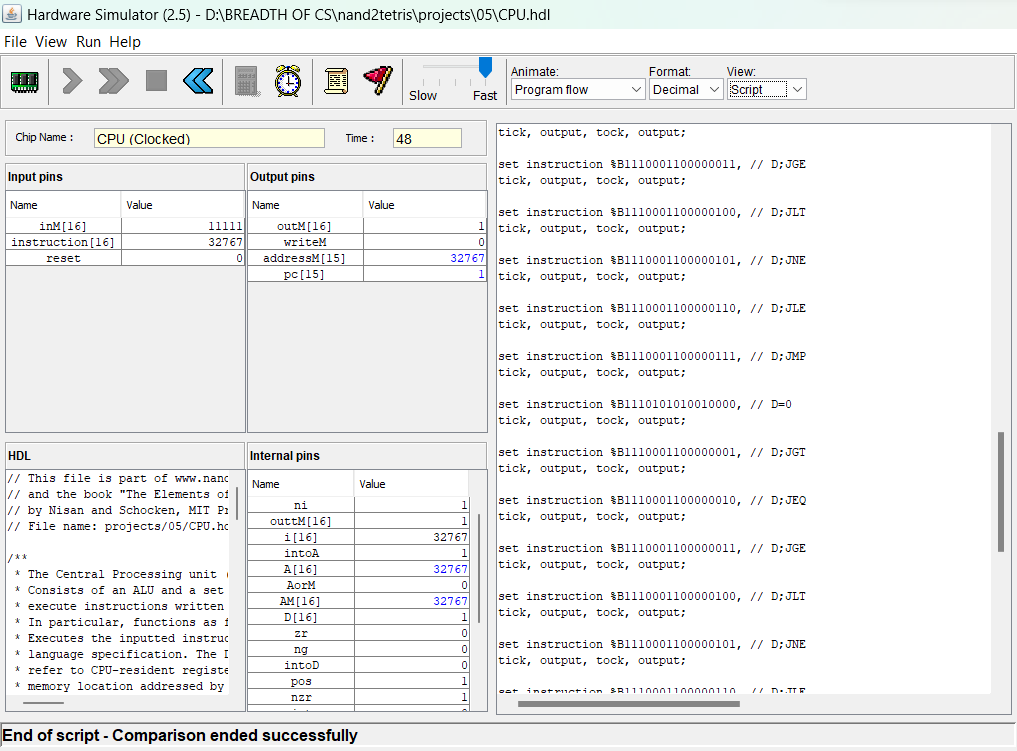 Hardware Simulator (2.5) - D:\BREADTH OF CS\nand2tetris\projects\05\CPU.hdl
File View Run Help
Slow Fast
Animate: Format: View:
Program flow Decimal Script
Chip Name : CPU (Clocked) Time : 48
Input pins
Name Value
inM[16] 11111
instruction[16] 32767
reset 0
Output pins
Name Value
outM[16] 1
writeM 0
addressM[15] 32767
pc[15] 1
HDL
// This file is part of www.nand
// and the book "The Elements of
// by Nisan and Schocken, MIT Pr
// File name: projects/05/CPU.hd
/**
* The Central Processing unit (
* Consists of an ALU and a set
* execute instructions written
* In particular, functions as f
* Executes the inputted instruc
* language specification. The D
* refer to CPU-resident registe
* memory location addressed by
Internal pins
Name Value
ni 1
outtM[16] 1
i[16] 32767
intoA 1
A[16] 32767
AorM 0
AM[16] 32767
D[16] 1
zr 0
ng 0
intoD 0
pos 1
nzr 1
tick, output, tock, output;
set instruction %B1110001100000011, // D;JGE
tick, output, tock, output;
set instruction %B1110001100000100, // D;JLT
tick, output, tock, output;
set instruction %B1110001100000101, // D;JNE
tick, output, tock, output;
set instruction %B1110001100000110, // D;JLE
tick, output, tock, output;
set instruction %B1110001100000111, // D;JMP
tick, output, tock, output;
set instruction %B1110101010010000, // D=0
tick, output, tock, output;
set instruction %B1110001100000001, // D;JGT
tick, output, tock, output;
set instruction %B1110001100000010, // D;JEQ
tick, output, tock, output;
set instruction %B1110001100000011, // D;JGE
tick, output, tock, output;
set instruction %B1110001100000100, // D;JLT
tick, output, tock, output;
set instruction %B1110001100000101, // D;JNE
tick, output, tock, output;
set instruction %B1110001100000110, // D;JLE
End of script - Comparison ended successfully